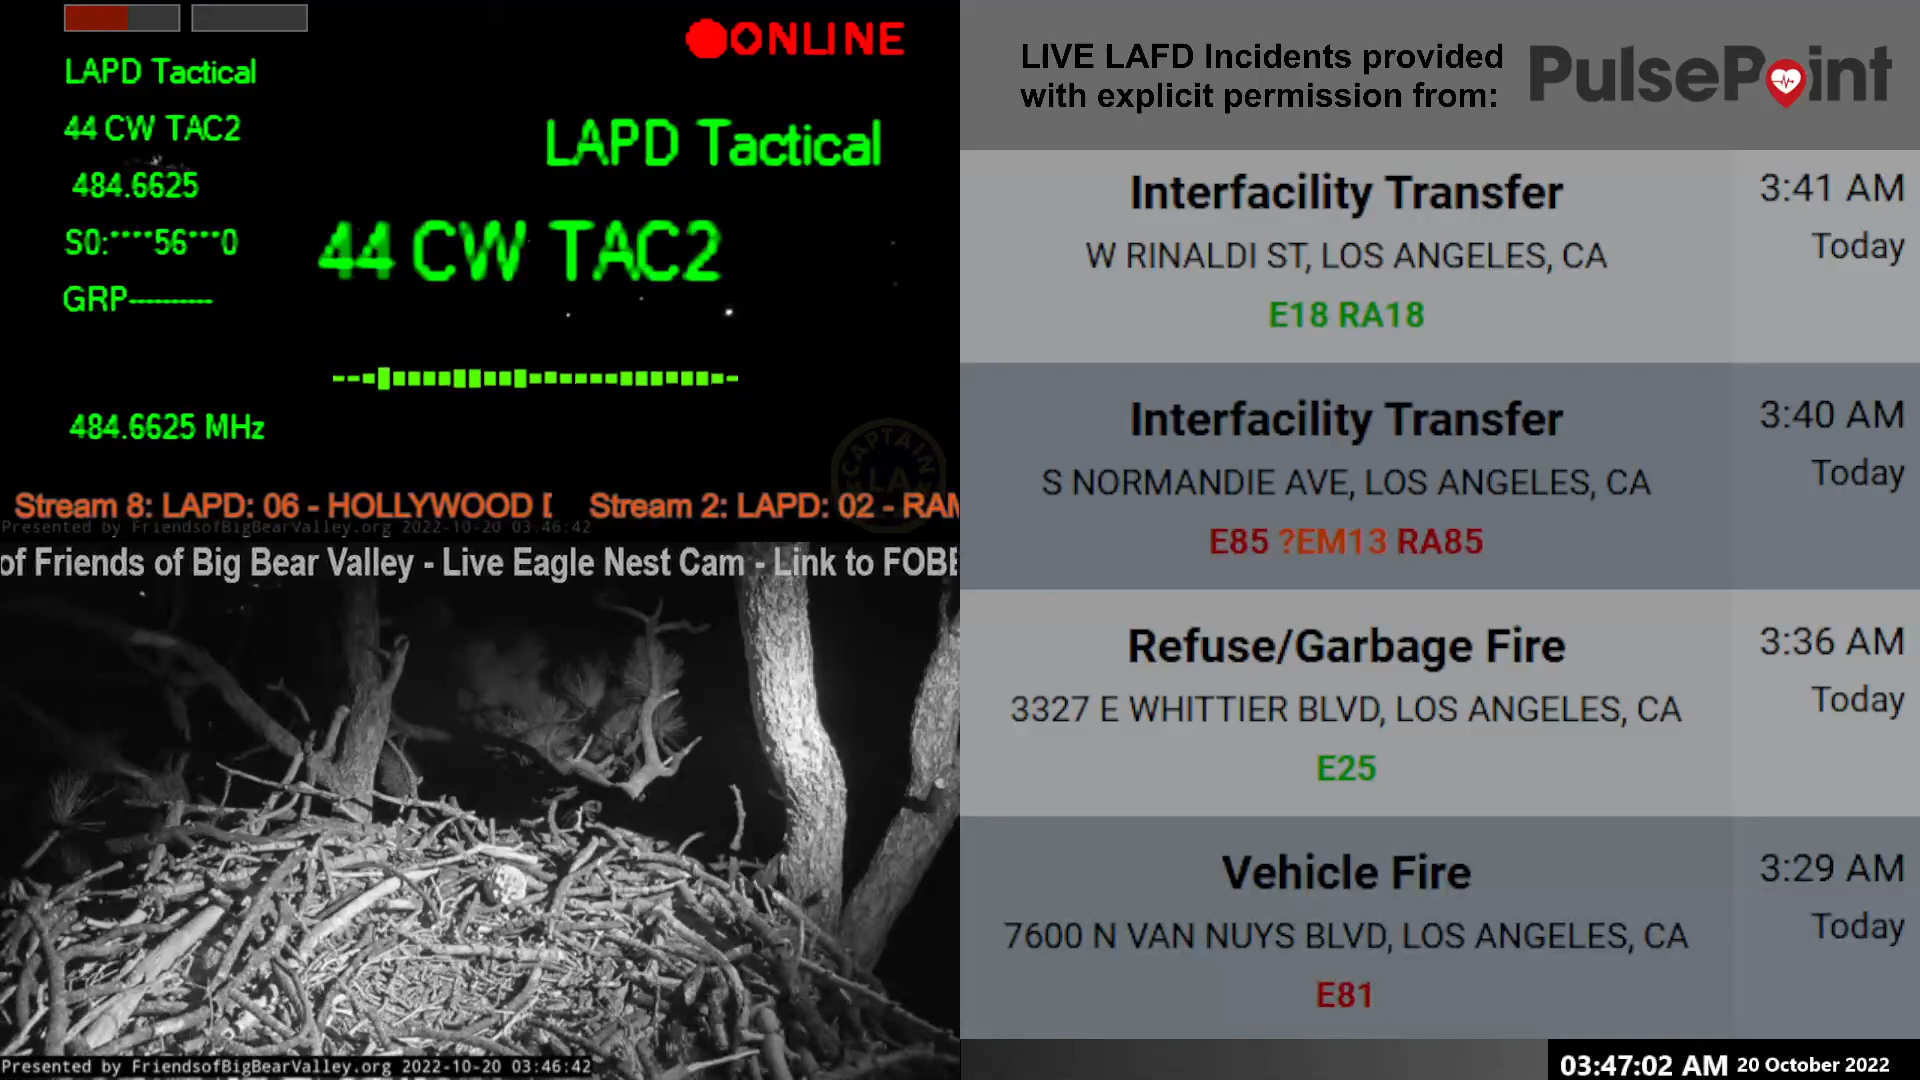 LAPD Tactical
44 CW TAC2
484.6625
S0:****56***0
GRP----------
484.6625 MHz
ONLINE
LAPD Tactical
44 CW TAC2
CAPTAIN
LA
Stream 8: LAPD: 06 - HOLLYWOOD
Stream 2: LAPD: 02 -
Presented by FriendsofBigBearValley.org 2022-10-20 03:46:42
of Friends of Big Bear Valley - Live Eagle Nest Cam - Link to
Presented by FriendsofBigBearValley.org 2022-10-20 03:46:42
LIVE LAFD Incidents provided
with explicit permission from:
PulsePoint
Interfacility Transfer
3:41 AM
W RINALDI ST, LOS ANGELES, CA
Today
E18 RA18
Interfacility Transfer
3:40 AM
S NORMANDIE AVE, LOS ANGELES, CA
Today
E85 ?EM13 RA85
Refuse/Garbage Fire
3:36 AM
3327 E WHITTIER BLVD, LOS ANGELES, CA
Today
E25
Vehicle Fire
3:29 AM
7600 N VAN NUYS BLVD, LOS ANGELES, CA
Today
E81
03:47:02 AM 20 October 2022